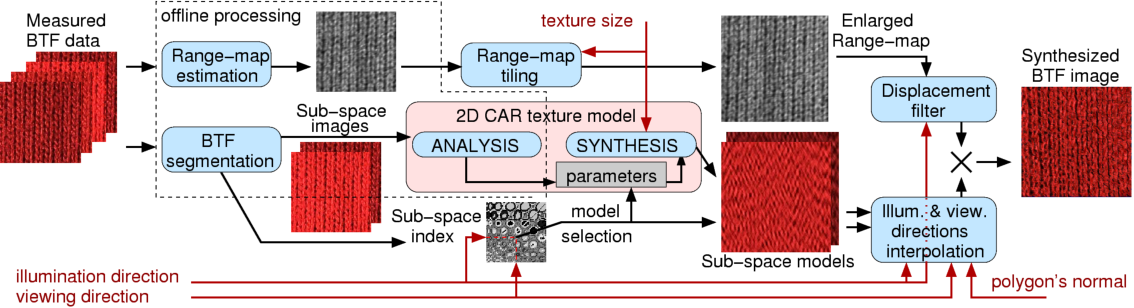 Measured
BTF data
offline processing
Range-map
estimation
texture size
Range-map
tiling
Enlarged
Range-map
Synthesized
BTF image
Displacement
filter
Sub-space
images
2D CAR texture model
BTF
segmentation
ANALYSIS
SYNTHESIS
parameters
Sub-space
index
model
selection
Sub-space models
Illum. & view.
directions
interpolation
illumination direction
viewing direction
polygon's normal